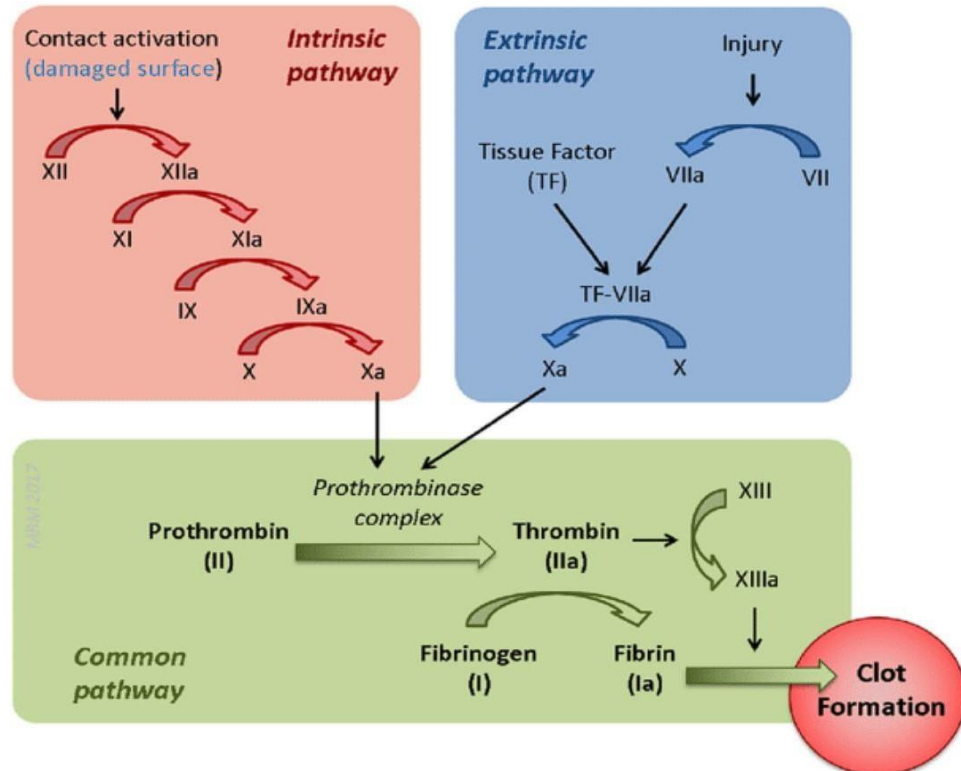 Contact activation
(damaged surface)
Intrinsic
pathway
XII
XIIa
XI
XIa
IX
IXa
X
Xa
Extrinsic
pathway
Injury
Tissue Factor
(TF)
VIIa
VII
TF-VIIa
Xa
X
MRM 2017
Prothrombinase
complex
Prothrombin
(II)
Thrombin
(IIa)
XIII
XIIIa
Fibrinogen
(I)
Fibrin
(Ia)
Common
pathway
Clot
Formation